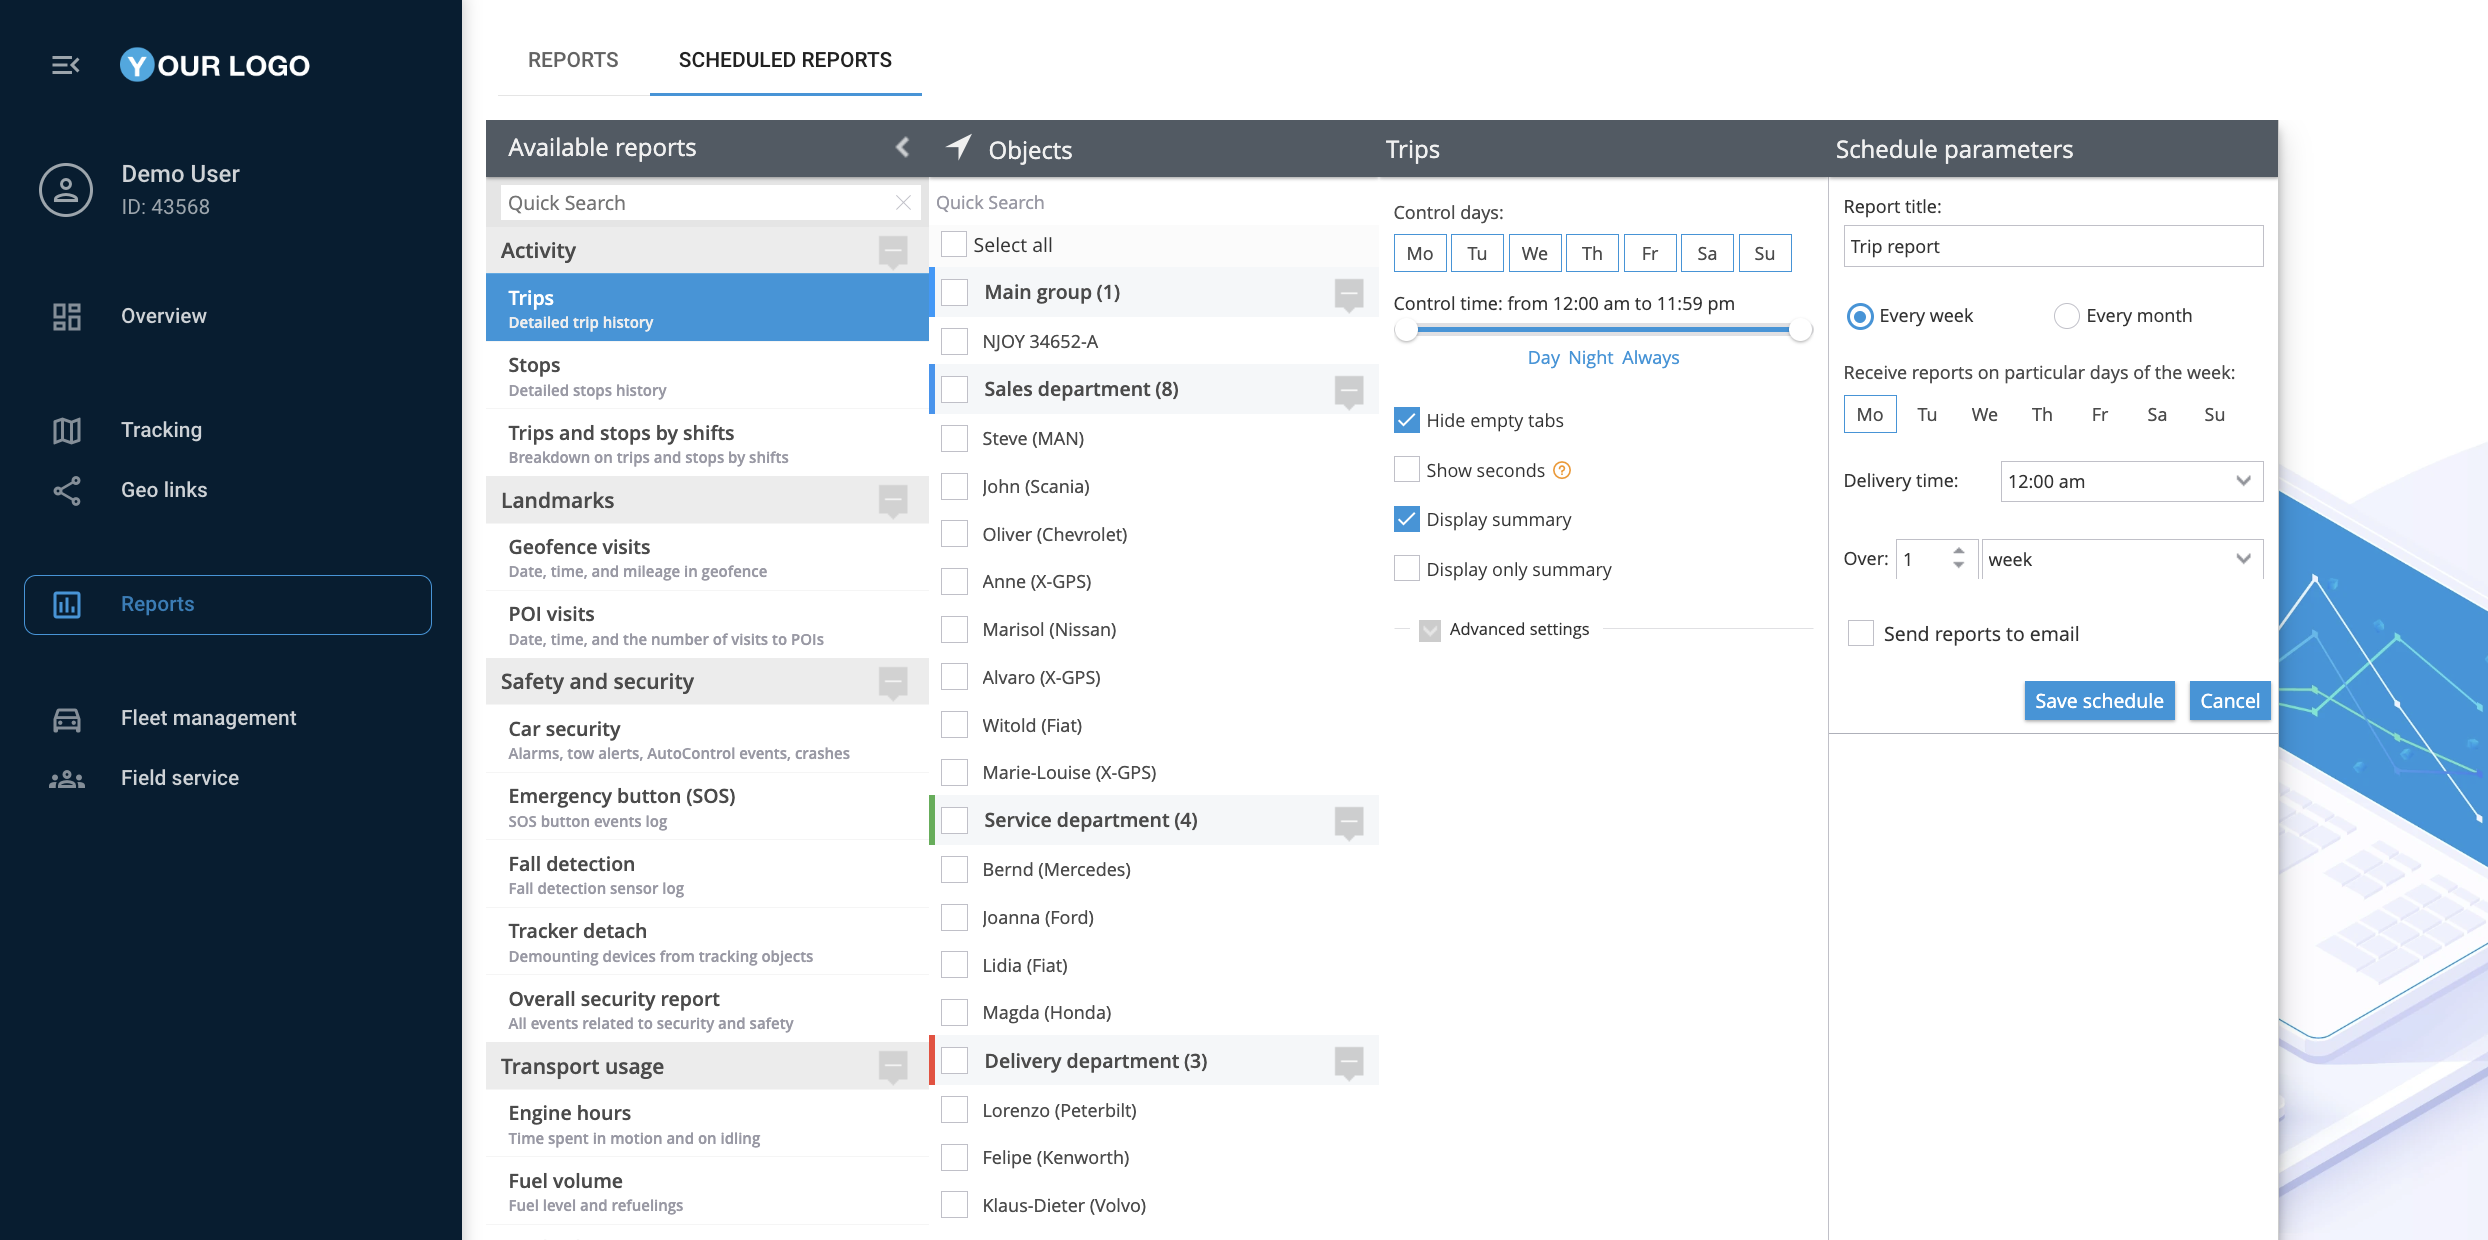 YOUR LOGO
Demo User
ID: 43568
Overview
Tracking
Geo links
Reports
Fleet management
Field service
REPORTS
SCHEDULED REPORTS
Available reports
Quick Search
Activity
Trips
Detailed trip history
Stops
Detailed stops history
Trips and stops by shifts
Breakdown on trips and stops by shifts
Landmarks
Geofence visits
Date, time, and mileage in geofence
POI visits
Date, time, and the number of visits to POIs
Safety and security
Car security
Alarms, tow alerts, AutoControl events, crashes
Emergency button (SOS)
SOS button events log
Fall detection
Fall detection sensor log
Tracker detach
Demounting devices from tracking objects
Overall security report
All events related to security and safety
Transport usage
Engine hours
Time spent in motion and on idling
Fuel volume
Fuel level and refuelings
Objects
Quick Search
Select all
Main group (1)
NJOY 34652-A
Sales department (8)
Steve (MAN)
John (Scania)
Oliver (Chevrolet)
Anne (X-GPS)
Marisol (Nissan)
Alvaro (X-GPS)
Witold (Fiat)
Marie-Louise (X-GPS)
Service department (4)
Bernd (Mercedes)
Joanna (Ford)
Lidia (Fiat)
Magda (Honda)
Delivery department (3)
Lorenzo (Peterbilt)
Felipe (Kenworth)
Klaus-Dieter (Volvo)
Trips
Control days:
Mo Tu We Th Fr Sa Su
Control time: from 12:00 am to 11:59 pm
Day Night Always
Hide empty tabs
Show seconds ?
Display summary
Display only summary
Advanced settings
Schedule parameters
Report title:
Trip report
Every week Every month
Receive reports on particular days of the week:
Mo Tu We Th Fr Sa Su
Delivery time: 12:00 am
Over: 1 week
Send reports to email
Save schedule Cancel